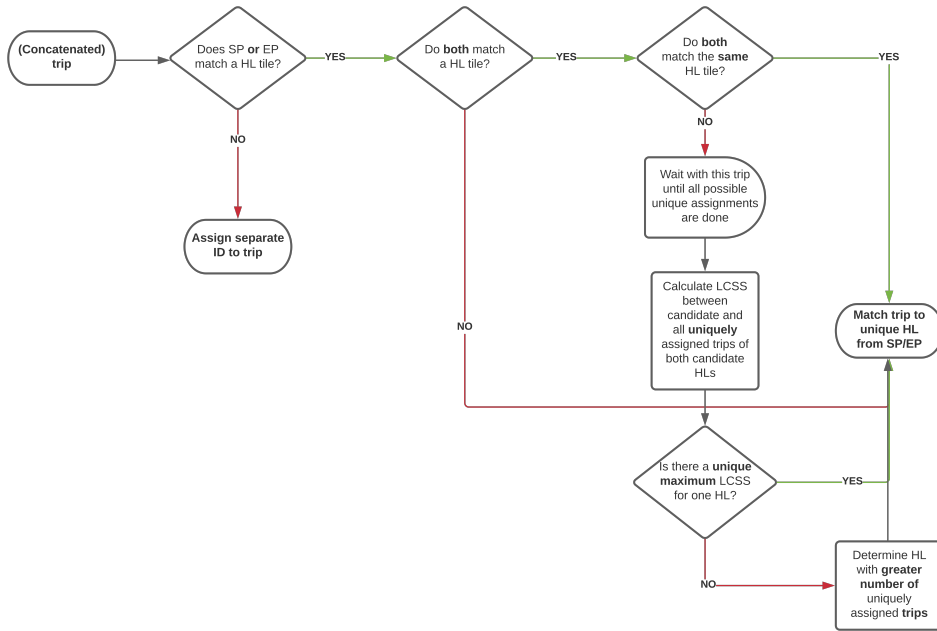 (Concatenated)
trip
Does SP or EP
match a HL tile?
YES
Do both match
a HL tile?
YES
Do both
match the same
HL tile?
YES
NO
NO
Wait with this trip
until all possible
unique assignments
are done
Assign separate
ID to trip
Calculate LCSS
between
candidate and
all uniquely
assigned trips of
both candidate
HLs
Match trip to
unique HL
from SP/EP
NO
Is there a unique
maximum LCSS
for one HL?
YES
NO
Determine HL
with greater
number of
uniquely
assigned trips